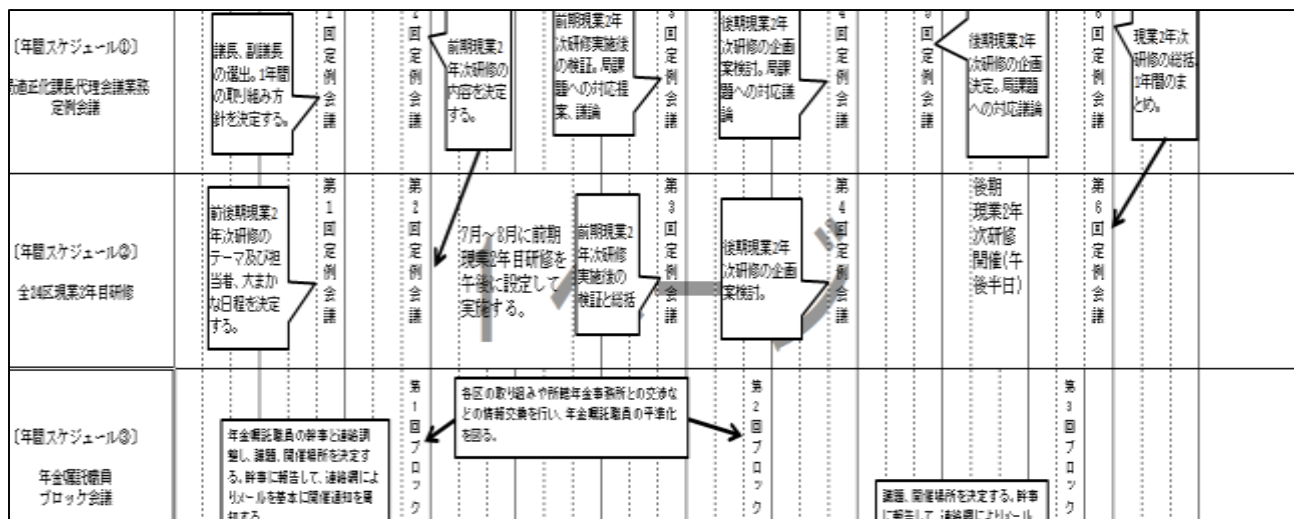 〔年間スケジュール①〕
適正化課長代理会議業務
定例会議
議長、副議長
の選出。1年間
の取り組み方
針を決定する。
1回定例会議
2回定例会議
前期現業2
年次研修の
内容を決定
する。
前期現業2年
次研修実施後
の検証。局課
題への対応提
案、議論
3回定例会議
後期現業2年
次研修の企画
案検討。局課
題への対応議
論
4回定例会議
回定例会議
後期現業2年
次研修の企画
決定。局課題
への対応議論
回定例会議
現業2年次
研修の総括。
1年間のま
とめ。
〔年間スケジュール②〕
全24区現業2年目研修
前後期現業2
年次研修の
テーマ及び担
当者、大まか
な日程を決定
する。
第1回定例会議
第2回定例会議
7月～8月に前期
現業2年目研修を
午後に設定して
実施する。
前期現業2
年次研修
実施後の
検証と総括
第3回定例会議
後期現業2年
次研修の企画
案検討。
第4回定例会議
後期
現業2年
次研修
開催(午
後半日)
第6回定例会議
イメージ
〔年間スケジュール③〕
年金嘱託職員
ブロック会議
年金嘱託職員の幹事と連絡調
整し、議題、開催場所を決定す
る。幹事に報告して、連絡網によ
りメールを基本に開催通知を周
知する。
第1回ブロック
各区の取り組みや所轄年金事務所との交渉な
どの情報交換を行い、年金嘱託職員の平準化
を図る。
第2回ブロック
議題、開催場所を決定する。幹事
に報告して、連絡網によりメール
第3回ブロック